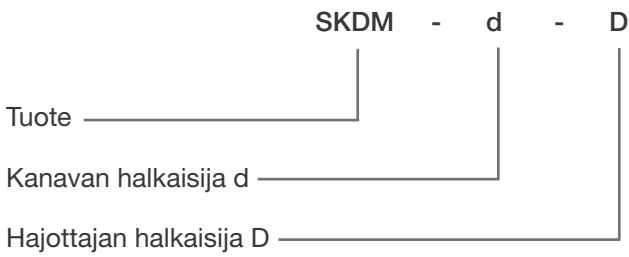 SKDM - d - D
Tuote
Kanavan halkaisija d
Hajottajan halkaisija D